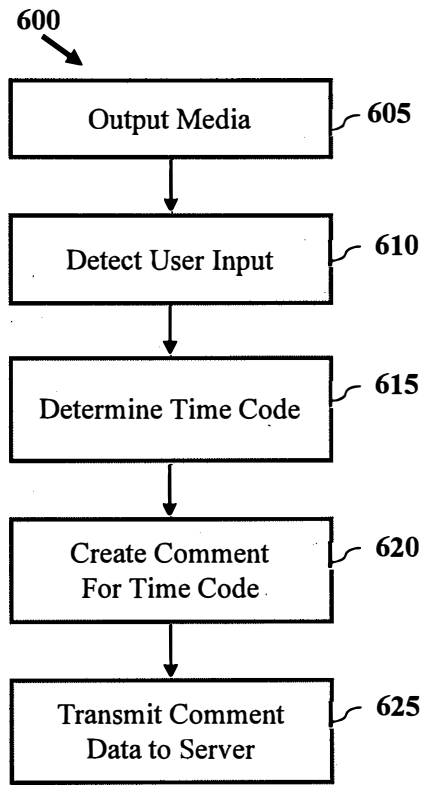 600
Output Media
605
Detect User Input
610
Determine Time Code
615
Create Comment
For Time Code
620
Transmit Comment
Data to Server
625